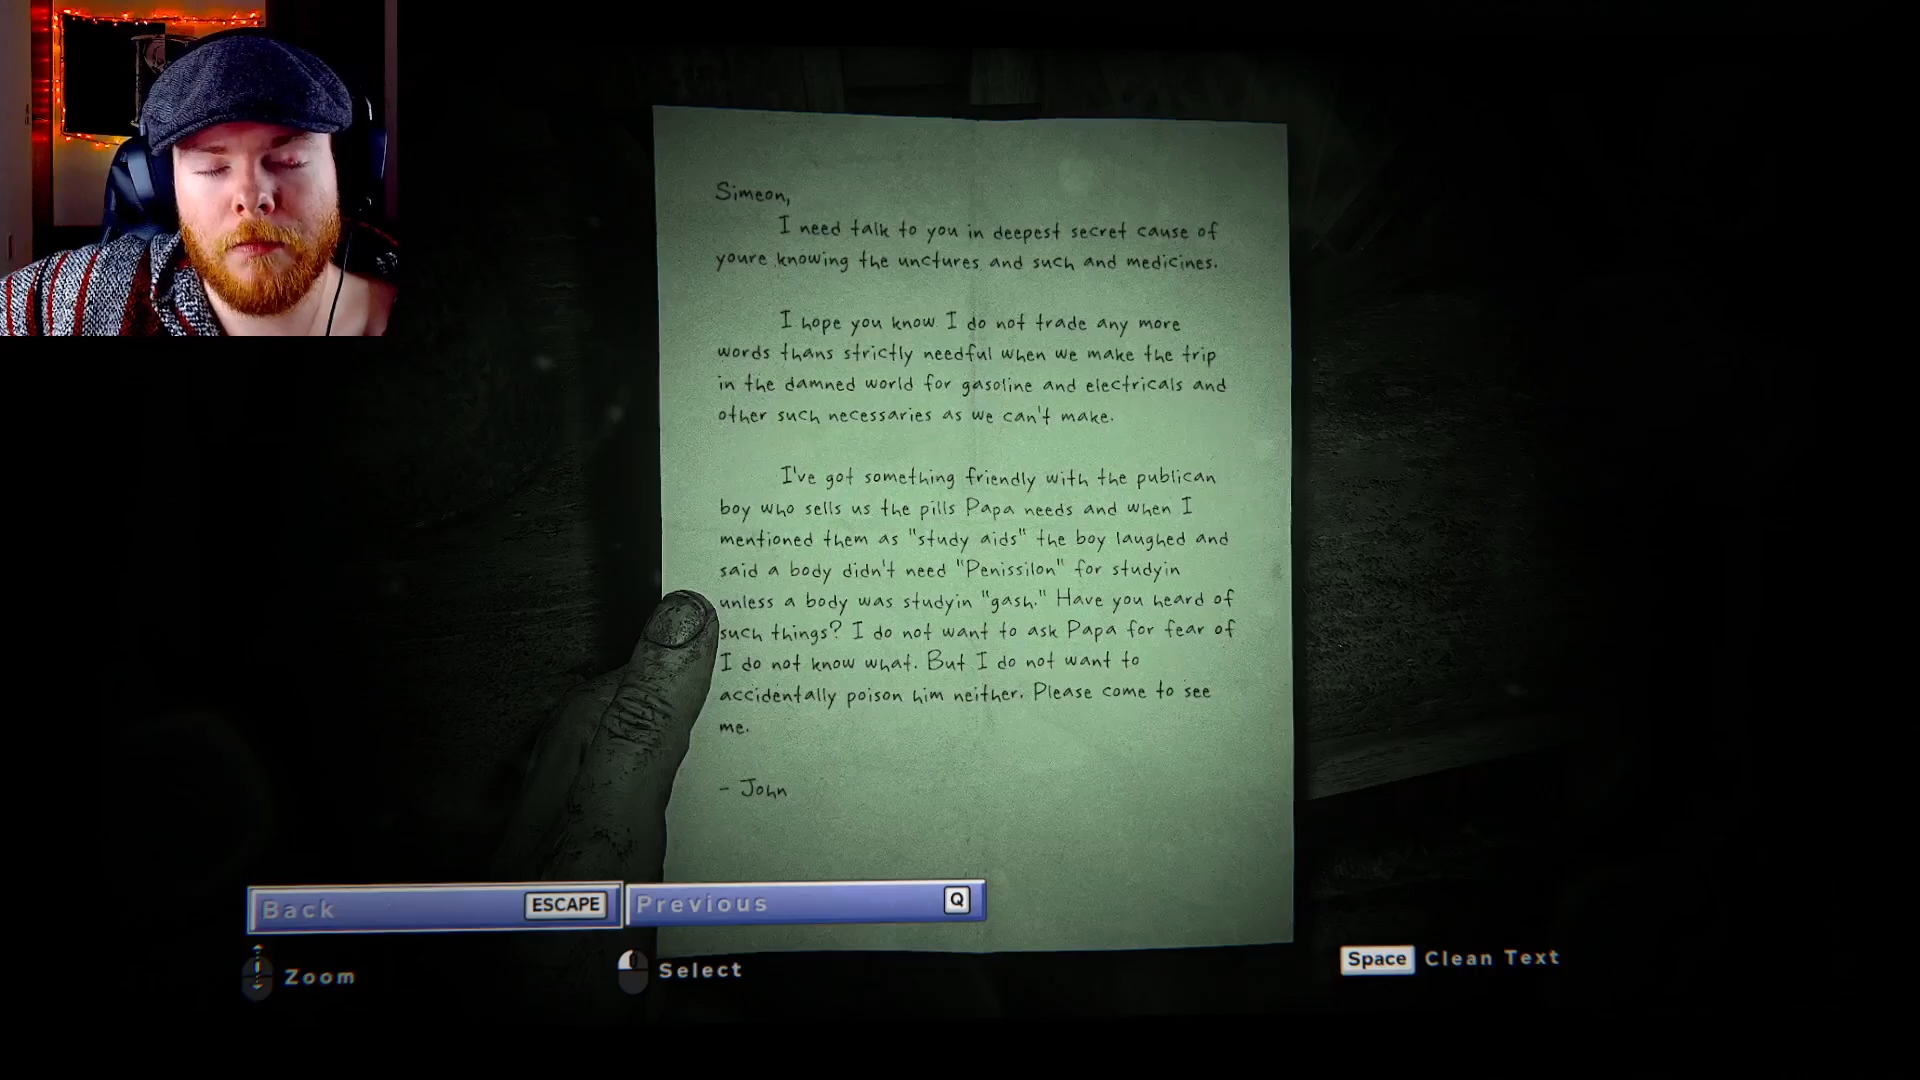 Simeon,
I need talk to you in deepest secret cause of
youre knowing the unctures and such and medicines.
I hope you know I do not trade any more
words thans strictly needful when we make the trip
in the damned world for gasoline and electricals and
other such necessaries as we can't make.
I've got something friendly with the publican
boy who sells us the pills Papa needs and when I
mentioned them as "study aids" the boy laughed and
said a body didn't need "Penissilon" for studyin
unless a body was studyin "gash." Have you heard of
such things? I do not want to ask Papa for fear of
I do not know what. But I do not want to
accidentally poison him neither. Please come to see
me.
- John
Back ESCAPE Previous Q
Zoom Select Space Clean Text